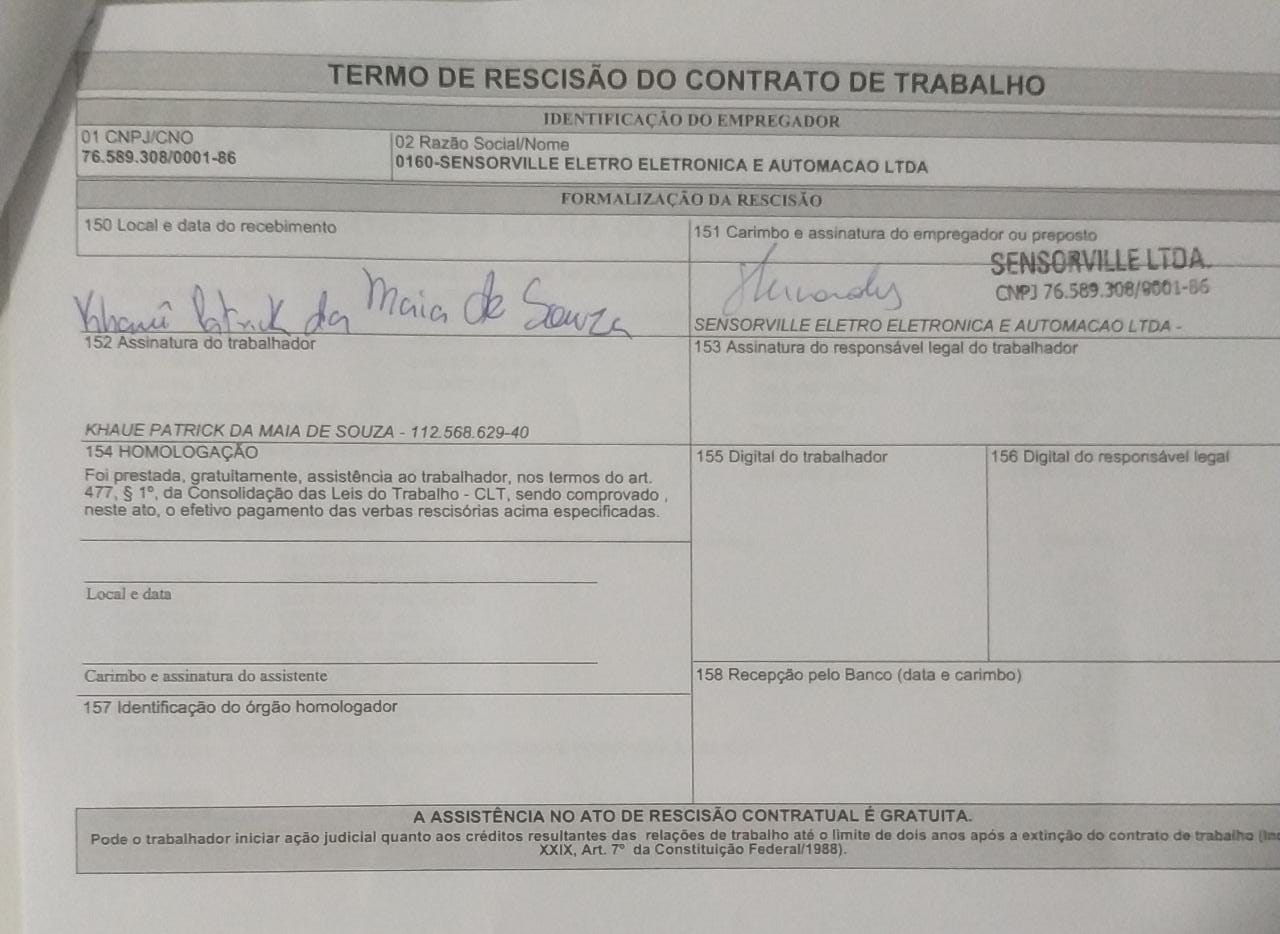 TERMO DE RESCISÃO DO CONTRATO DE TRABALHO
IDENTIFICAÇÃO DO EMPREGADOR
01 CNPJ/CNO
76.589.308/0001-86
02 Razão Social/Nome
0160-SENSORVILLE ELETRO ELETRONICA E AUTOMACAO LTDA
FORMALIZAÇÃO DA RESCISÃO
150 Local e data do recebimento
151 Carimbo e assinatura do empregador ou preposto
SENSORVILLE LTDA.
CNPJ 76.589.308/0001-86
SENSORVILLE ELETRO ELETRONICA E AUTOMACAO LTDA -
Khauê Patrick da Maia de Souza
152 Assinatura do trabalhador
153 Assinatura do responsável legal do trabalhador
KHAUE PATRICK DA MAIA DE SOUZA - 112.568.629-40
154 HOMOLOGAÇÃO
Foi prestada, gratuitamente, assistência ao trabalhador, nos termos do art.
477, § 1º, da Consolidação das Leis do Trabalho - CLT, sendo comprovado ,
neste ato, o efetivo pagamento das verbas rescisórias acima especificadas.
155 Digital do trabalhador
156 Digital do responsável legal
Local e data
Carimbo e assinatura do assistente
157 Identificação do órgão homologador
158 Recepção pelo Banco (data e carimbo)
A ASSISTÊNCIA NO ATO DE RESCISÃO CONTRATUAL É GRATUITA.
Pode o trabalhador iniciar ação judicial quanto aos créditos resultantes das relações de trabalho até o limite de dois anos após a extinção do contrato de trabalho (Inc
XXIX, Art. 7º da Constituição Federal/1988).